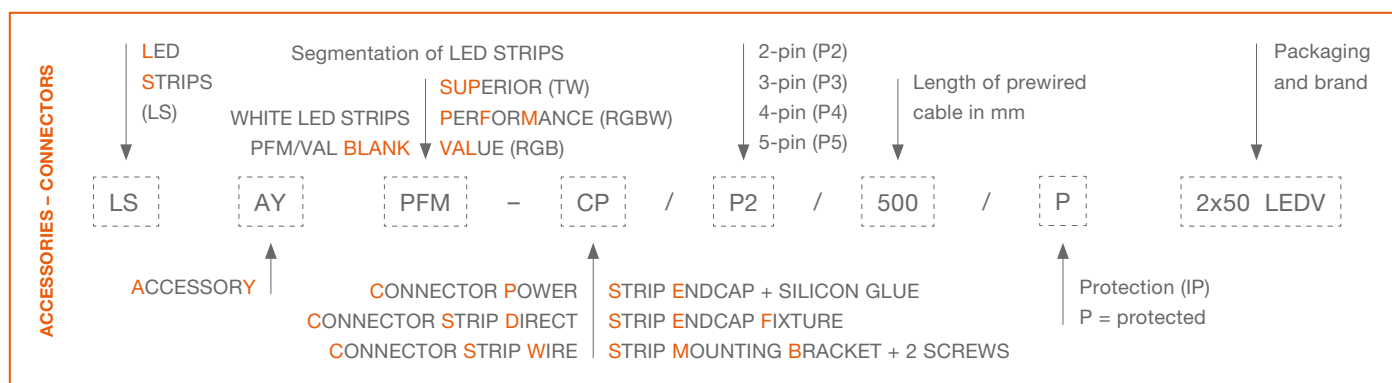 ACCESSORIES – CONNECTORS
LED
STRIPS
(LS)
Segmentation of LED STRIPS
SUPERIOR (TW)
WHITE LED STRIPS PERFORMANCE (RGBW)
PFM/VAL BLANK VALUE (RGB)
2-pin (P2)
3-pin (P3)
4-pin (P4)
5-pin (P5)
Length of prewired
cable in mm
Packaging
and brand
LS AY PFM – CP / P2 / 500 / P 2x50 LEDV
ACCESSORY
CONNECTOR POWER
CONNECTOR STRIP DIRECT
CONNECTOR STRIP WIRE
STRIP ENDCAP + SILICON GLUE
STRIP ENDCAP FIXTURE
STRIP MOUNTING BRACKET + 2 SCREWS
Protection (IP)
P = protected